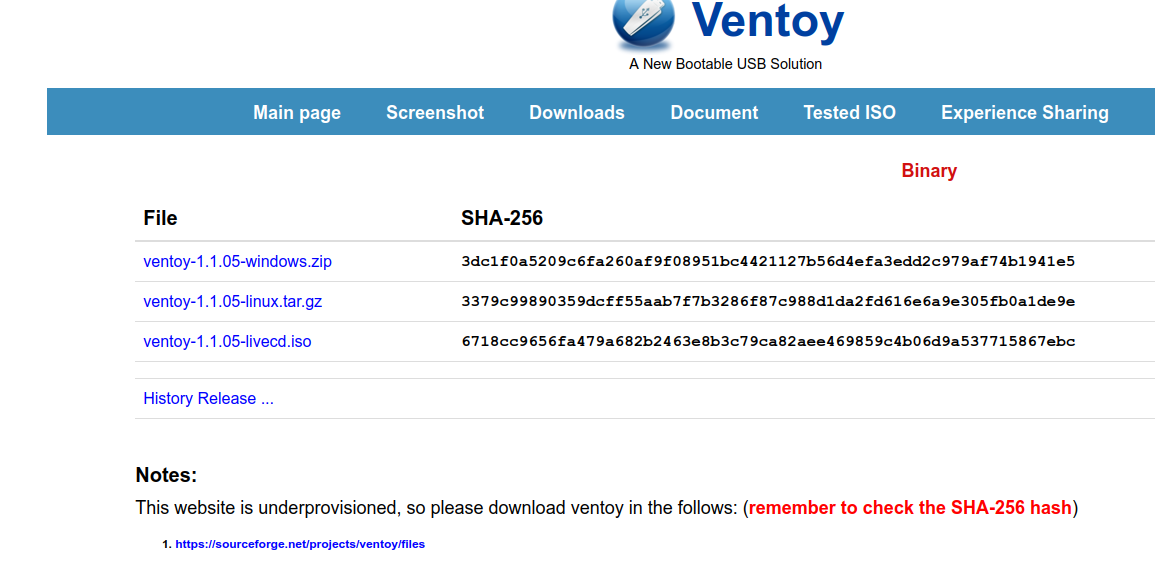 Ventoy
A New Bootable USB Solution
Main page Screenshot Downloads Document Tested ISO Experience Sharing
Binary
File SHA-256
ventoy-1.1.05-windows.zip 3dc1f0a5209c6fa260af9f08951bc4421127b56d4efa3edd2c979af74b1941e5
ventoy-1.1.05-linux.tar.gz 3379c99890359dcff55aab7f7b3286f87c988d1da2fd616e6a9e305fb0a1de9e
ventoy-1.1.05-livecd.iso 6718cc9656fa479a682b2463e8b3c79ca82aee469859c4b06d9a537715867ebc
History Release ...
Notes:
This website is underprovisioned, so please download ventoy in the follows: (remember to check the SHA-256 hash)
1. https://sourceforge.net/projects/ventoy/files